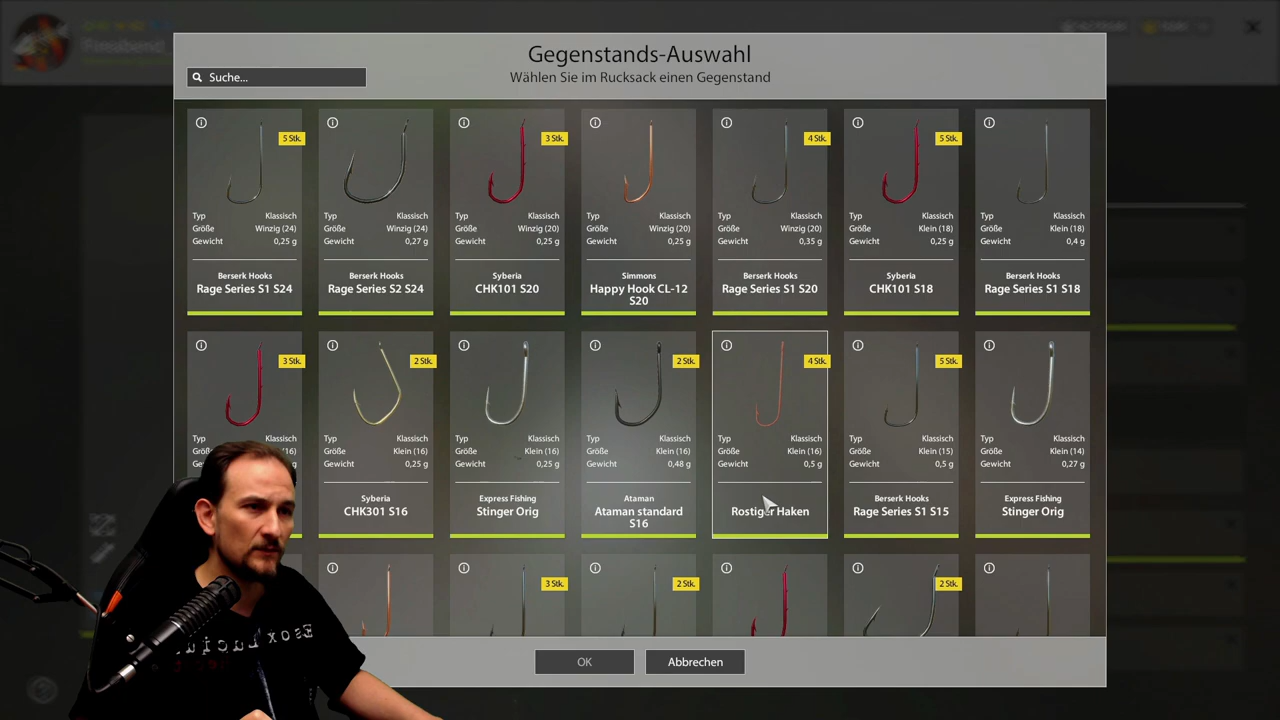 Gegenstands-Auswahl
Wählen Sie im Rucksack einen Gegenstand
Suche...
5 Stk.
Typ Klassisch
Größe Winzig (24)
Gewicht 0,25 g
Berserk Hooks
Rage Series S1 S24
Typ Klassisch
Größe Winzig (24)
Gewicht 0,27 g
Berserk Hooks
Rage Series S2 S24
3 Stk.
Typ Klassisch
Größe Winzig (20)
Gewicht 0,25 g
Syberia
CHK101 S20
Typ Klassisch
Größe Winzig (20)
Gewicht 0,25 g
Simmons
Happy Hook CL-12
S20
4 Stk.
Typ Klassisch
Größe Winzig (20)
Gewicht 0,35 g
Berserk Hooks
Rage Series S1 S20
5 Stk.
Typ Klassisch
Größe Klein (18)
Gewicht 0,25 g
Syberia
CHK101 S18
Typ Klassisch
Größe Klein (18)
Gewicht 0,4 g
Berserk Hooks
Rage Series S1 S18
3 Stk.
Typ Klassisch
Größe Klein (16)
0,25 g
2 Stk.
Typ Klassisch
Größe Klein (16)
Gewicht 0,25 g
Syberia
CHK301 S16
Typ Klassisch
Größe Klein (16)
Gewicht 0,25 g
Express Fishing
Stinger Orig
2 Stk.
Typ Klassisch
Größe Klein (16)
Gewicht 0,48 g
Ataman
Ataman standard
S16
4 Stk.
Typ Klassisch
Größe Klein (16)
Gewicht 0,5 g
Rostiger Haken
5 Stk.
Typ Klassisch
Größe Klein (15)
Gewicht 0,5 g
Berserk Hooks
Rage Series S1 S15
Typ Klassisch
Größe Klein (14)
Gewicht 0,27 g
Express Fishing
Stinger Orig
3 Stk.
2 Stk.
2 Stk.
OK
Abbrechen